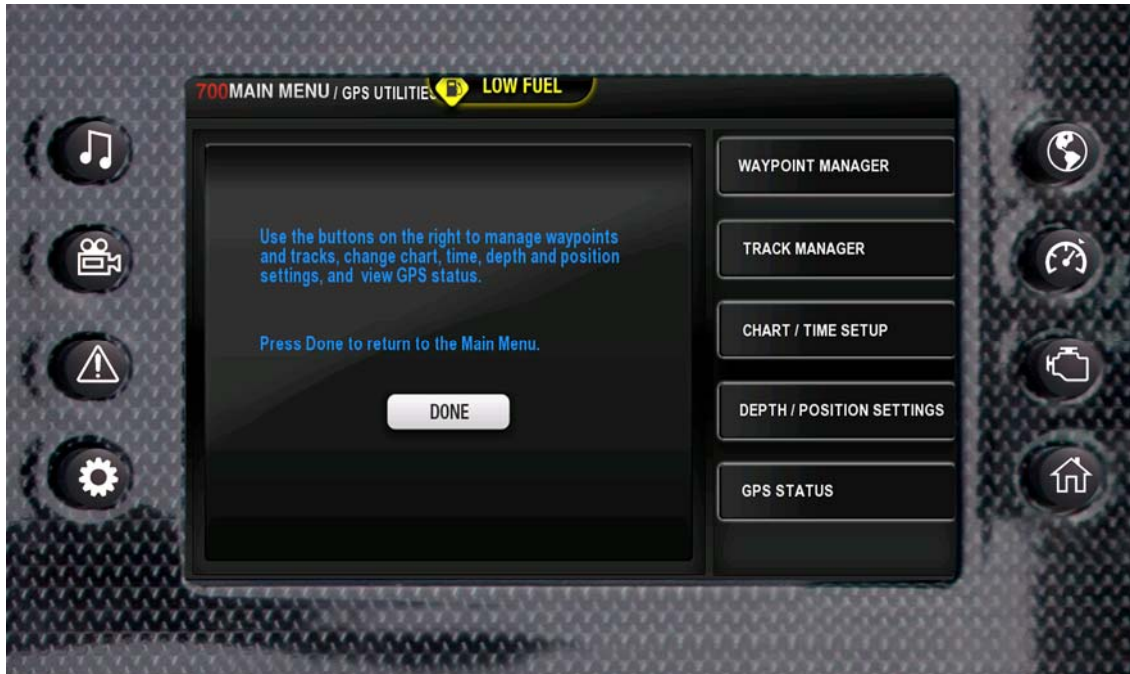 700MAIN MENU / GPS UTILITIE
LOW FUEL
WAYPOINT MANAGER
TRACK MANAGER
CHART / TIME SETUP
DEPTH / POSITION SETTINGS
GPS STATUS
Use the buttons on the right to manage waypoints
and tracks, change chart, time, depth and position
settings, and view GPS status.
Press Done to return to the Main Menu.
DONE